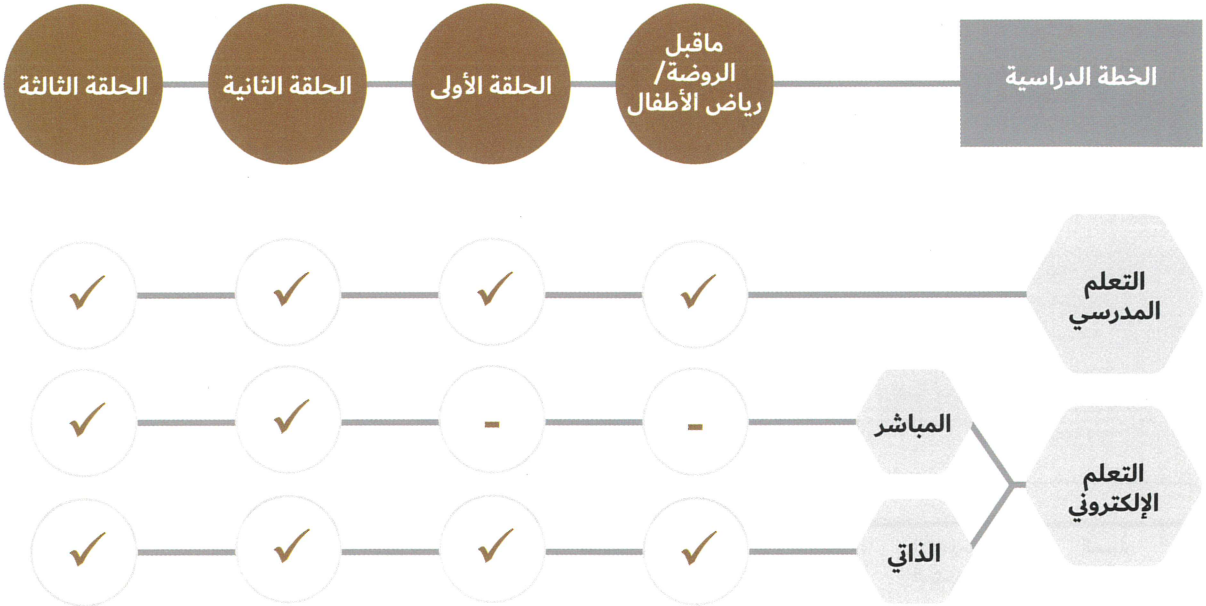 الخطة الدراسية
ماقبل
الروضة/
رياض الأطفال
الحلقة الأولى
الحلقة الثانية
الحلقة الثالثة
التعلم
المدرسي
✓
✓
✓
✓
التعلم
الإلكتروني
المباشر
-
-
✓
✓
الذاتي
✓
✓
✓
✓